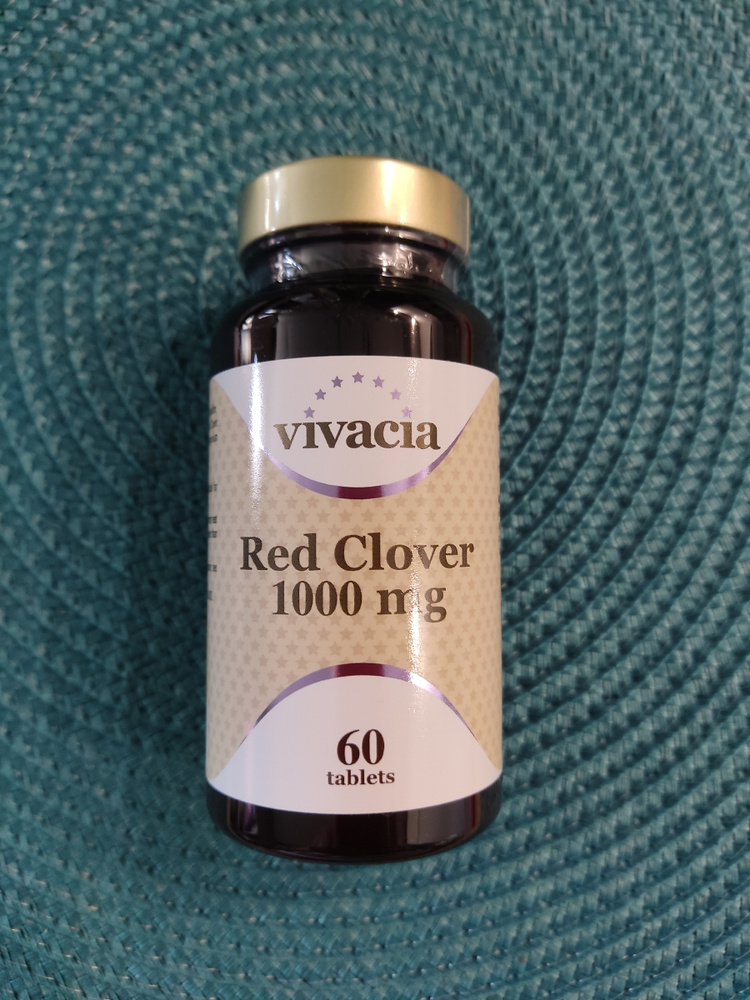 vivacia
Red Clover
1000 mg
60
tablets